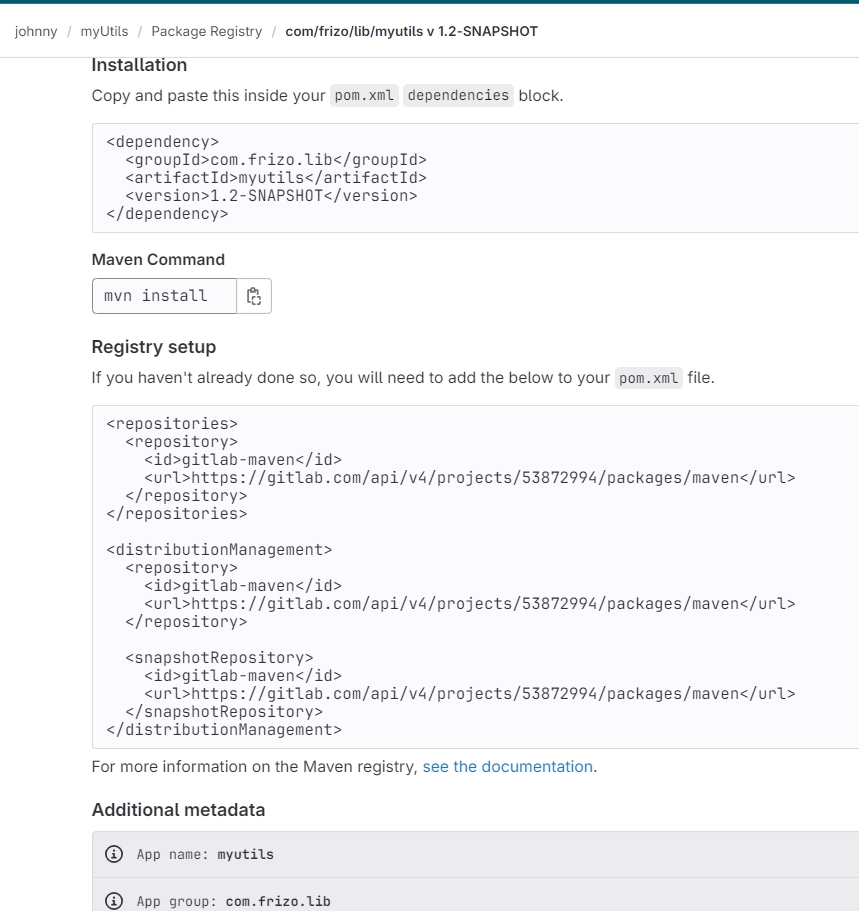 johnny / myUtils / Package Registry / com/frizo/lib/myutils v 1.2-SNAPSHOT
Installation
Copy and paste this inside your pom.xml dependencies block.
<dependency>
  <groupId>com.frizo.lib</groupId>
  <artifactId>myutils</artifactId>
  <version>1.2-SNAPSHOT</version>
</dependency>
Maven Command
mvn install
Registry setup
If you haven't already done so, you will need to add the below to your pom.xml file.
<repositories>
  <repository>
    <id>gitlab-maven</id>
    <url>https://gitlab.com/api/v4/projects/53872994/packages/maven</url>
  </repository>
</repositories>
<distributionManagement>
  <repository>
    <id>gitlab-maven</id>
    <url>https://gitlab.com/api/v4/projects/53872994/packages/maven</url>
  </repository>
  <snapshotRepository>
    <id>gitlab-maven</id>
    <url>https://gitlab.com/api/v4/projects/53872994/packages/maven</url>
  </snapshotRepository>
</distributionManagement>
For more information on the Maven registry, see the documentation.
Additional metadata
App name: myutils
App group: com.frizo.lib